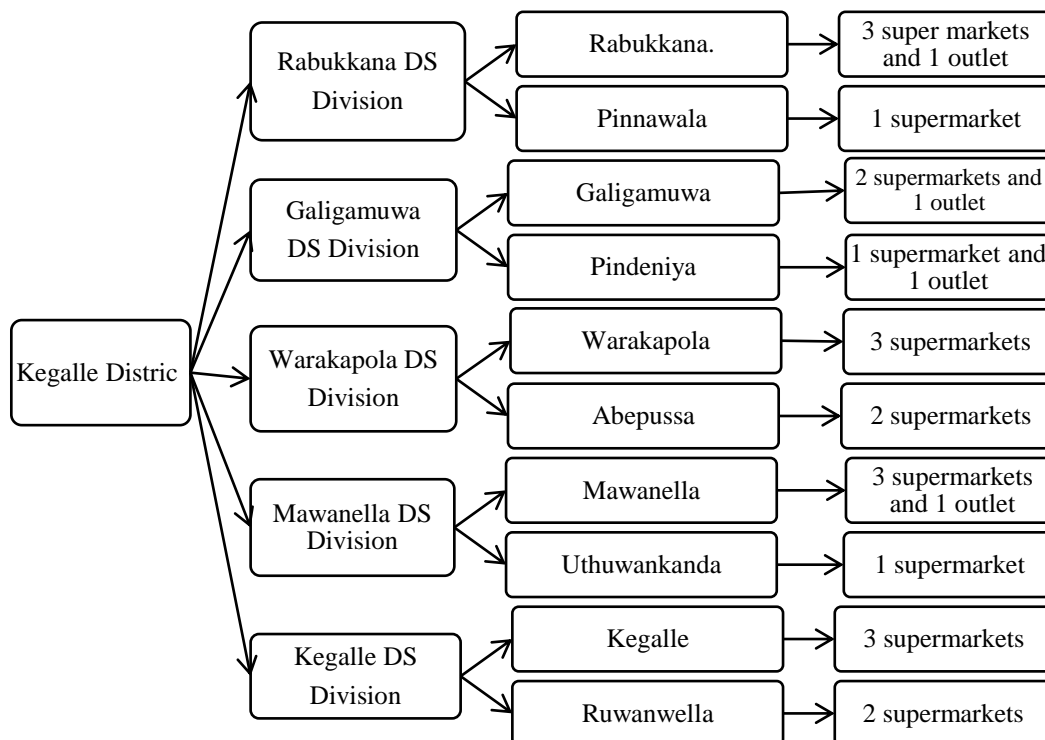 Kegalle Distric
Rabukkana DS
Division
Rabukkana.
3 super markets
and 1 outlet
Pinnawala
1 supermarket
Galigamuwa
DS Division
Galigamuwa
2 supermarkets and
1 outlet
Pindeniya
1 supermarket and
1 outlet
Warakapola DS
Division
Warakapola
3 supermarkets
Abepussa
2 supermarkets
Mawanella DS
Division
Mawanella
3 supermarkets
and 1 outlet
Uthuwankanda
1 supermarket
Kegalle DS
Division
Kegalle
3 supermarkets
Ruwanwella
2 supermarkets